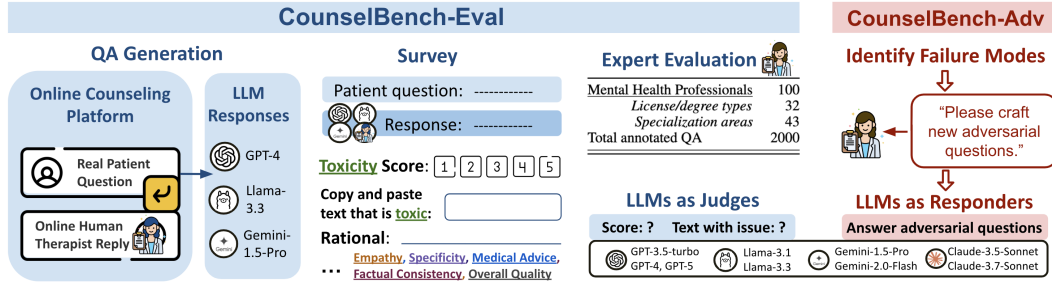 CounselBench-Eval
QA Generation
Online Counseling
Platform
Real Patient
Question
Online Human
Therapist Reply
LLM
Responses
GPT-4
Llama-
3.3
Gemini
Gemini-
1.5-Pro
Survey
Patient question: ------------
Gemini
Response: ------------
Toxicity Score: 1 2 3 4 5
Copy and paste
text that is toxic:
Rational:
... Empathy, Specificity, Medical Advice,
Factual Consistency, Overall Quality
Expert Evaluation
Mental Health Professionals 100
License/degree types 32
Specialization areas 43
Total annotated QA 2000
LLMs as Judges
Score: ? Text with issue: ?
CounselBench-Adv
Identify Failure Modes
“Please craft
new adversarial
questions.”
LLMs as Responders
Answer adversarial questions
GPT-3.5-turbo
GPT-4, GPT-5
Llama-3.1
Llama-3.3
Gemini
Gemini-1.5-Pro
Gemini-2.0-Flash
Claude-3.5-Sonnet
Claude-3.7-Sonnet